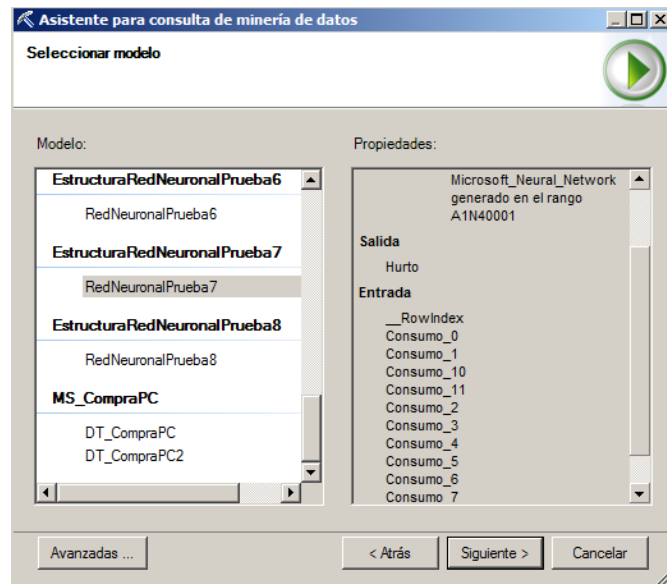 Asistente para consulta de minería de datos
Seleccionar modelo
Modelo:
EstructuraRedNeuronalPrueba6
RedNeuronalPrueba6
EstructuraRedNeuronalPrueba7
RedNeuronalPrueba7
EstructuraRedNeuronalPrueba8
RedNeuronalPrueba8
MS_CompraPC
DT_CompraPC
DT_CompraPC2
Propiedades:
Microsoft_Neural_Network
generado en el rango
A1N40001
Salida
Hurto
Entrada
__RowIndex
Consumo_0
Consumo_1
Consumo_10
Consumo_11
Consumo_2
Consumo_3
Consumo_4
Consumo_5
Consumo_6
Consumo_7
Avanzadas ...
< Atrás
Siguiente >
Cancelar